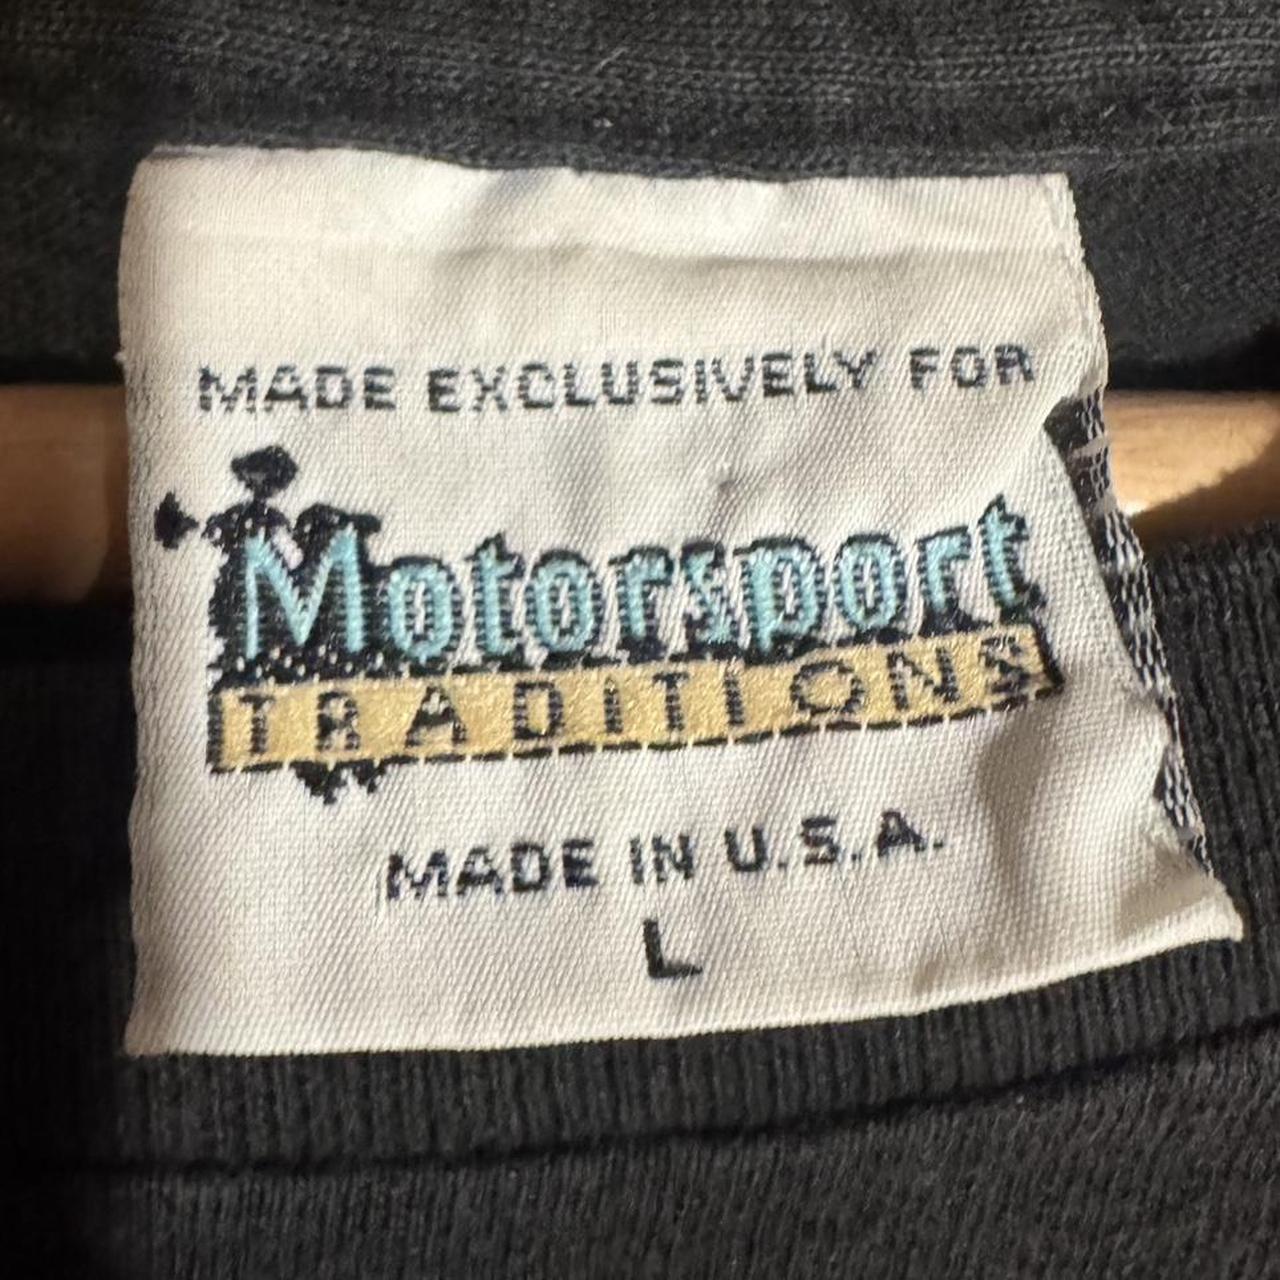 MADE EXCLUSIVELY FOR
Motorsport
TRADITIONS
MADE IN U.S.A.
L